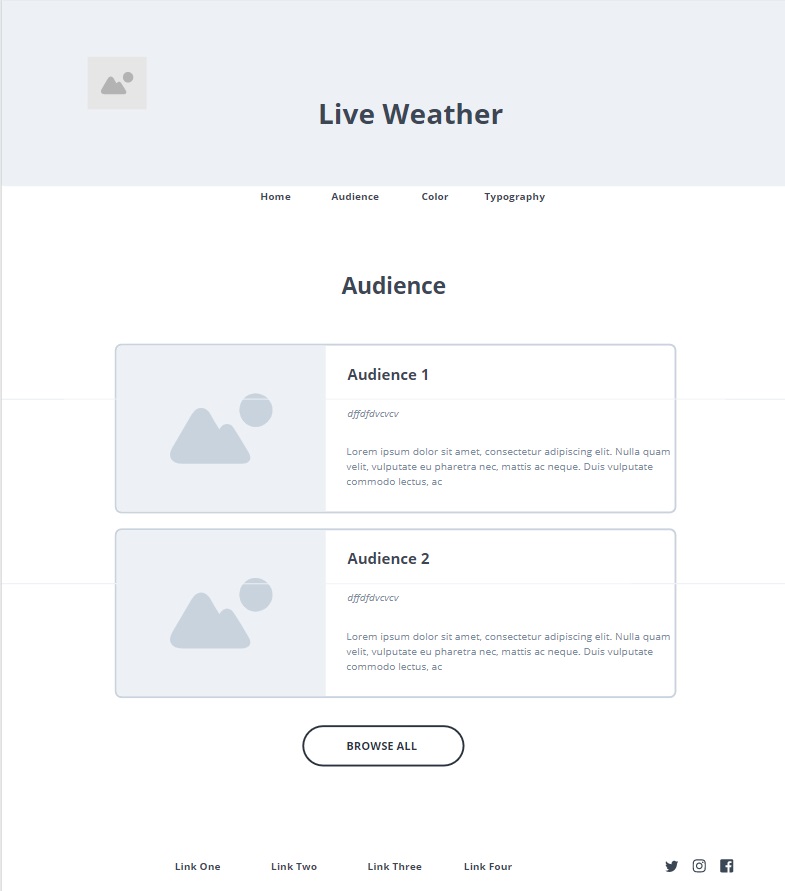 Live Weather
Home Audience Color Typography
Audience
Audience 1
dffdfdvcvcv
Lorem ipsum dolor sit amet, consectetur adipiscing elit. Nulla quam
velit, vulputate eu pharetra nec, mattis ac neque. Duis vulputate
commodo lectus, ac
Audience 2
dffdfdvcvcv
Lorem ipsum dolor sit amet, consectetur adipiscing elit. Nulla quam
velit, vulputate eu pharetra nec, mattis ac neque. Duis vulputate
commodo lectus, ac
BROWSE ALL
Link One Link Two Link Three Link Four